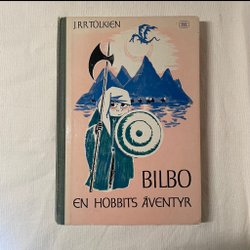 J.R.R. TOLKIEN
BILBO
EN HOBBITS ÄVENTYR